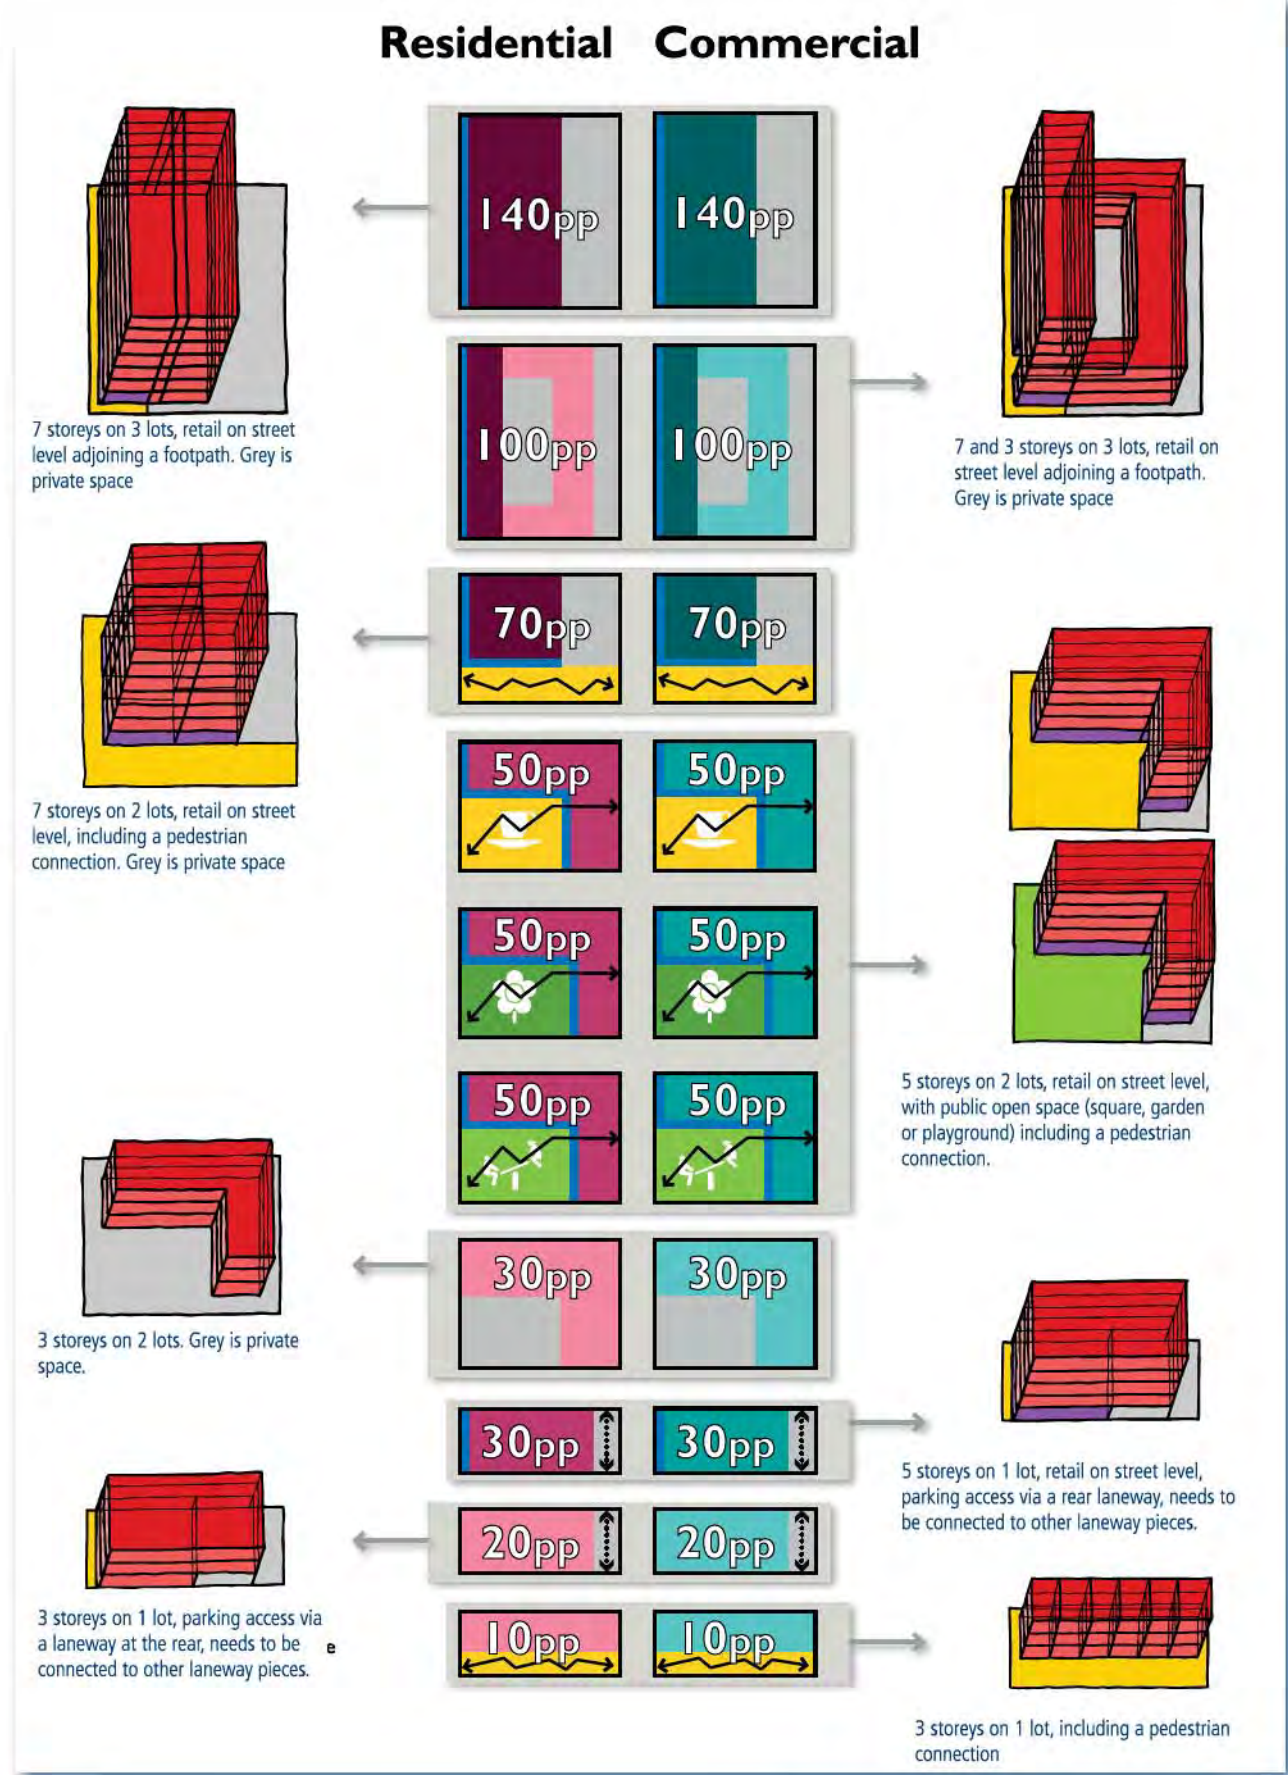 Residential Commercial
140pp 140pp
7 storeys on 3 lots, retail on street
level adjoining a footpath. Grey is
private space
100pp 100pp
7 and 3 storeys on 3 lots, retail on
street level adjoining a footpath.
Grey is private space
70pp 70pp
7 storeys on 2 lots, retail on street
level, including a pedestrian
connection. Grey is private space
50pp 50pp
50pp 50pp
50pp 50pp
5 storeys on 2 lots, retail on street level,
with public open space (square, garden
or playground) including a pedestrian
connection.
30pp 30pp
3 storeys on 2 lots. Grey is private
space.
30pp 30pp
5 storeys on 1 lot, retail on street level,
parking access via a rear laneway, needs to
be connected to other laneway pieces.
20pp 20pp
3 storeys on 1 lot, parking access via
a laneway at the rear, needs to be e
connected to other laneway pieces.
10pp 10pp
3 storeys on 1 lot, including a pedestrian
connection